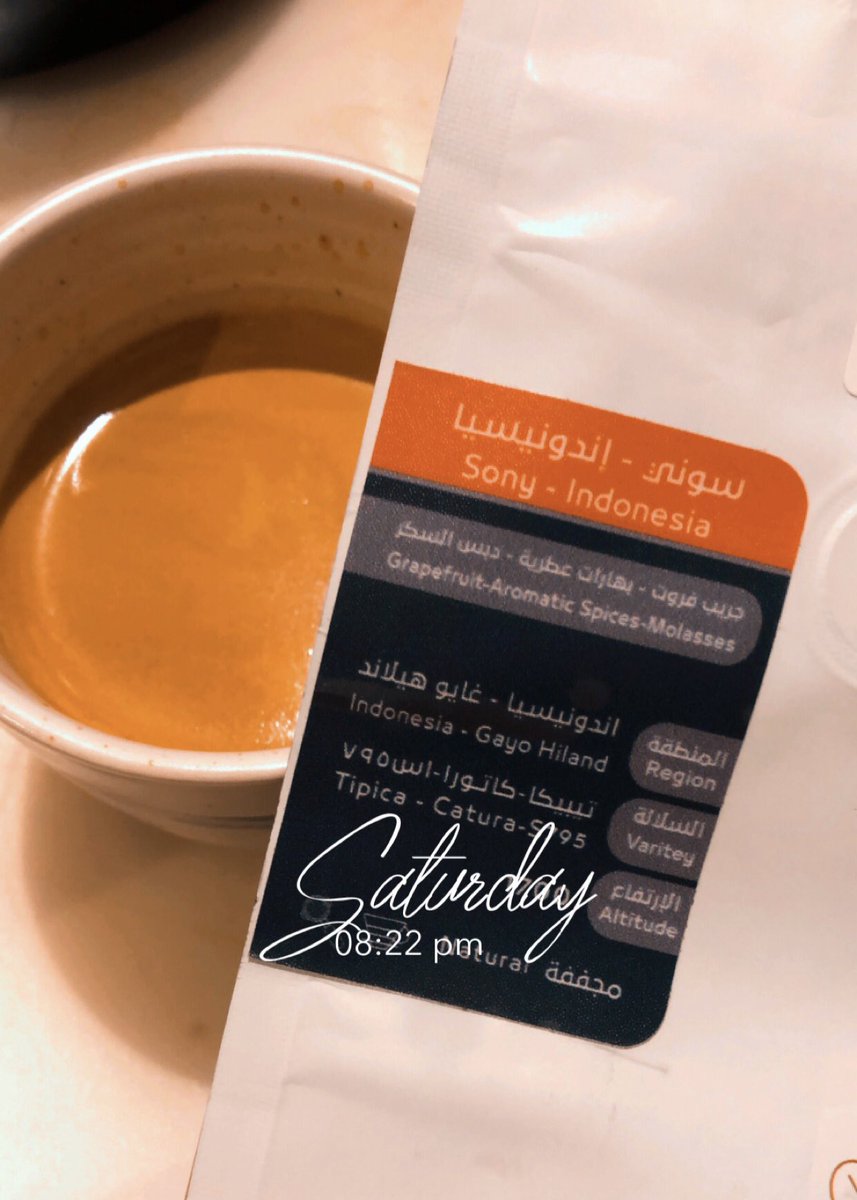 سوني - إندونيسيا
Sony - Indonesia
جريب فروت - بهارات عطرية - دبس السكر
Grapefruit-Aromatic Spices-Molasses
المنطقة
Region
اندونيسيا - غايو هيلاند
Indonesia - Gayo Hiland
السلالة
Varitey
تيبيكا-كاتورا-اس٧٩٥
Tipica - Catura-S795
الإرتفاع
Altitude
مجففة Natural
Saturday
08:22 pm